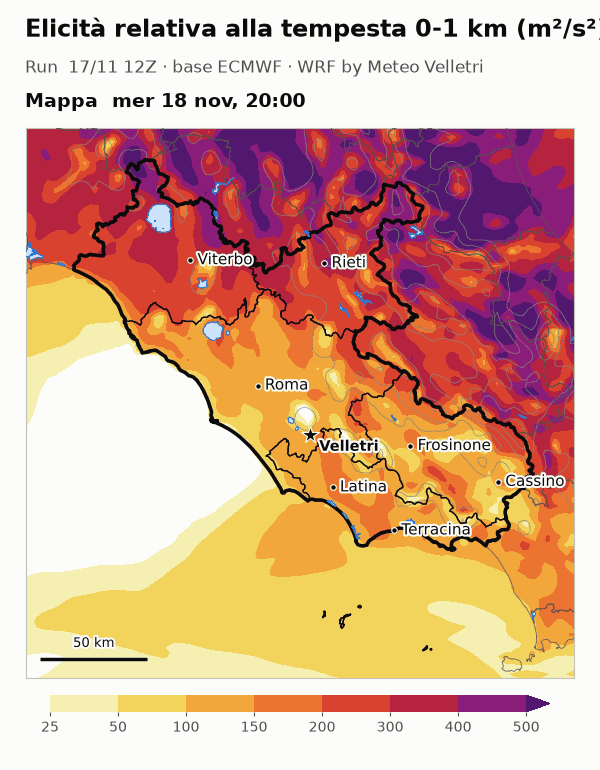 Elicità relativa alla tempesta 0-1 km (m²/s²)
Run  17/11 12Z · base ECMWF · WRF by Meteo Velletri
Mappa  mer 18 nov, 20:00
Viterbo
Rieti
Roma
Velletri
Frosinone
Cassino
Latina
Terracina
50 km
25 50 100 150 200 300 400 500